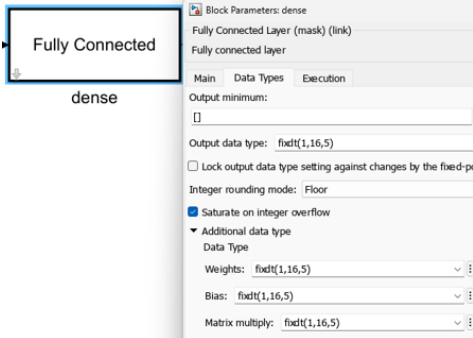 Fully Connected
dense
Block Parameters: dense
Fully Connected Layer (mask) (link)
Fully connected layer
Main Data Types Execution
Output minimum:
[]
Output data type: fixdt(1,16,5)
Lock output data type setting against changes by the fixed-p
Integer rounding mode: Floor
Saturate on integer overflow
Additional data type
Data Type
Weights: fixdt(1,16,5)
Bias: fixdt(1,16,5)
Matrix multiply: fixdt(1,16,5)